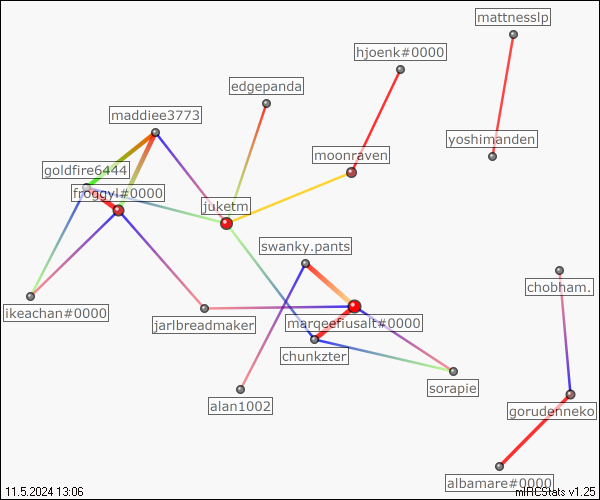 mattnesslp
hjoenk#0000
edgepanda
maddiee3773
yoshimanden
moonraven
goldfire6444
froggyl#0000
juketm
swanky.pants
chobham.
ikeachan#0000
jarlbreadmaker
marqeefiusalt#0000
chunkzter
sorapie
alan1002
gorudenneko
albamare#0000
11.5.2024 13:06
mIRCStats v1.25